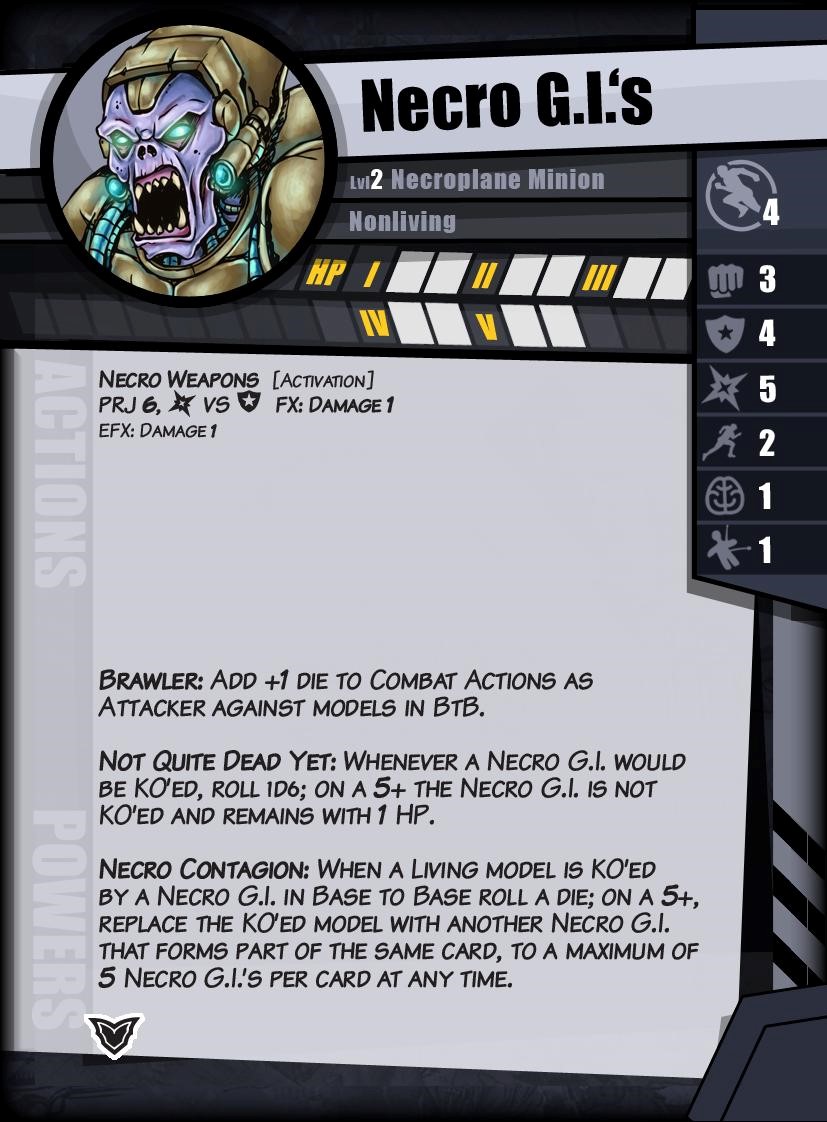 Necro G.I.‘s
Lvl2 Necroplane Minion
Nonliving
HP I II III
IV V
4
3
4
5
2
1
1
ACTIONS
NECRO WEAPONS [ACTIVATION]
PRJ 6, VS FX: DAMAGE 1
EFX: DAMAGE 1
POWERS
BRAWLER: ADD +1 DIE TO COMBAT ACTIONS AS
ATTACKER AGAINST MODELS IN BTB.
NOT QUITE DEAD YET: WHENEVER A NECRO G.I. WOULD
BE KO'ED, ROLL 1D6; ON A 5+ THE NECRO G.I. IS NOT
KO'ED AND REMAINS WITH 1 HP.
NECRO CONTAGION: WHEN A LIVING MODEL IS KO'ED
BY A NECRO G.I. IN BASE TO BASE ROLL A DIE; ON A 5+,
REPLACE THE KO'ED MODEL WITH ANOTHER NECRO G.I.
THAT FORMS PART OF THE SAME CARD, TO A MAXIMUM OF
5 NECRO G.I.'S PER CARD AT ANY TIME.